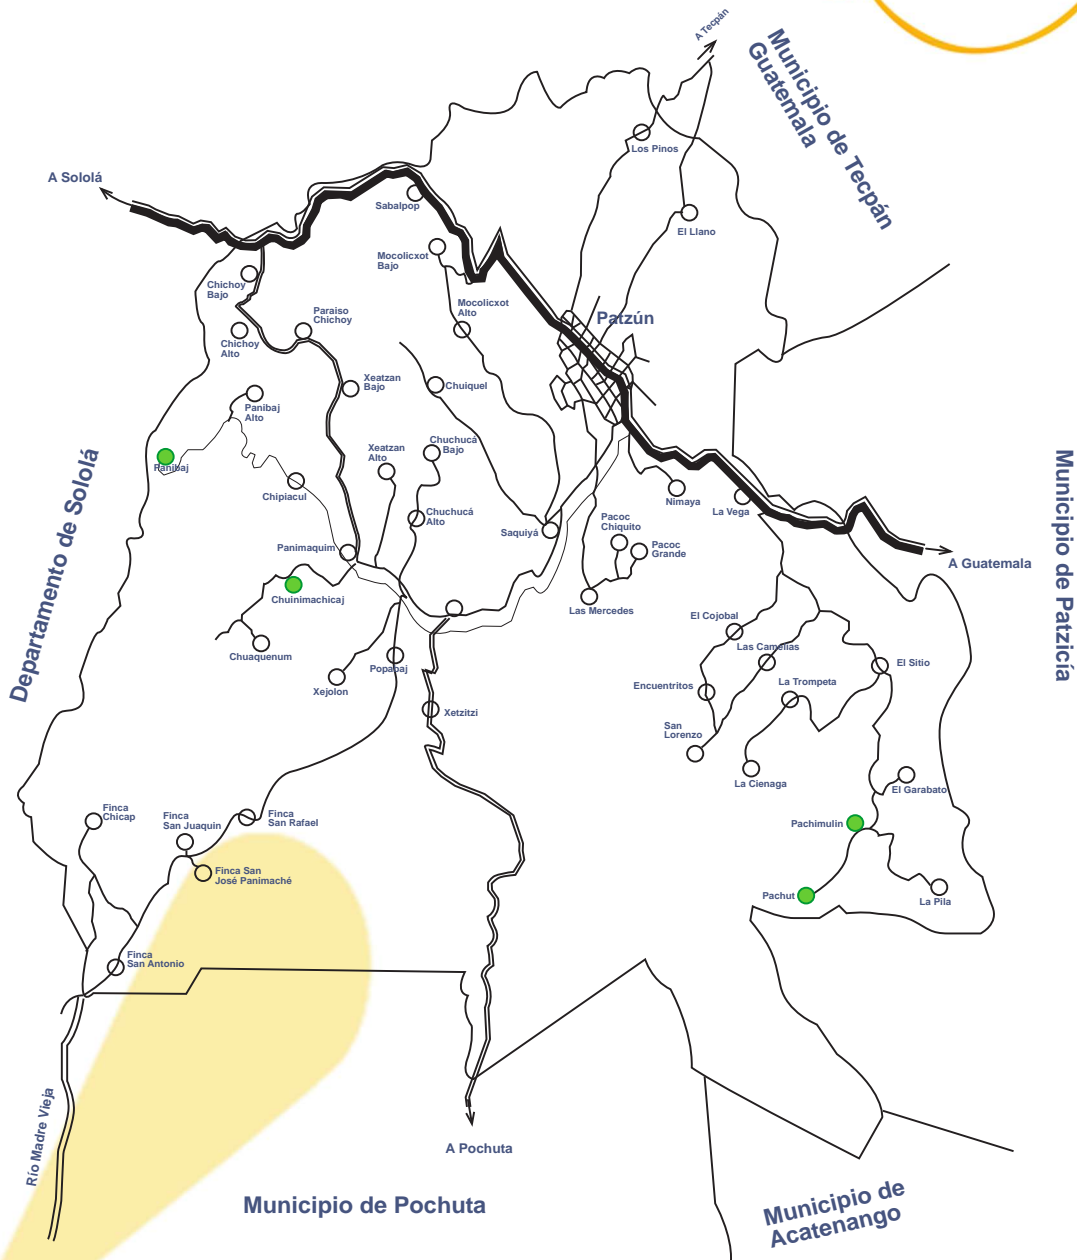 A Tecpán
Municipio de Tecpán
Guatemala
Los Pinos
A Sololá
Sabalpop
El Llano
Mocolicxot
Bajo
Chichoy
Bajo
Mocolicxot
Alto
Paraiso
Chichoy
Patzún
Chichoy
Alto
Xeatzan
Bajo
Chuiquel
Panibaj
Alto
Chuchucá
Bajo
Xeatzan
Alto
Panibaj
Departamento de Sololá
Municipio de Patzicía
Chipiacul
Nimaya
La Vega
Chuchucá
Alto
Saquiyá
Pacoc
Chiquito
Pacoc
Grande
Panimaquim
A Guatemala
Chuinimachicaj
Las Mercedes
El Cojobal
Las Camelias
Chuaquenum
Popabaj
El Sitio
Xejolon
Encuentritos
La Trompeta
Xetzitzi
San
Lorenzo
La Cienaga
El Garabato
Finca
Chicap
Finca
San Juaquin
Finca
San Rafael
Pachimulin
Finca San
José Panimaché
Pachut
La Pila
Finca
San Antonio
Río Madre Vieja
A Pochuta
Municipio de Pochuta
Municipio de
Acatenango